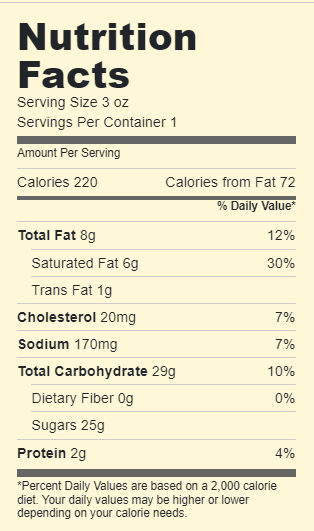 Nutrition
Facts
Serving Size 3 oz
Servings Per Container 1
Amount Per Serving
Calories 220 Calories from Fat 72
% Daily Value*
Total Fat 8g 12%
Saturated Fat 6g 30%
Trans Fat 1g
Cholesterol 20mg 7%
Sodium 170mg 7%
Total Carbohydrate 29g 10%
Dietary Fiber 0g 0%
Sugars 25g
Protein 2g 4%
*Percent Daily Values are based on a 2,000 calorie
diet. Your daily values may be higher or lower
depending on your calorie needs.